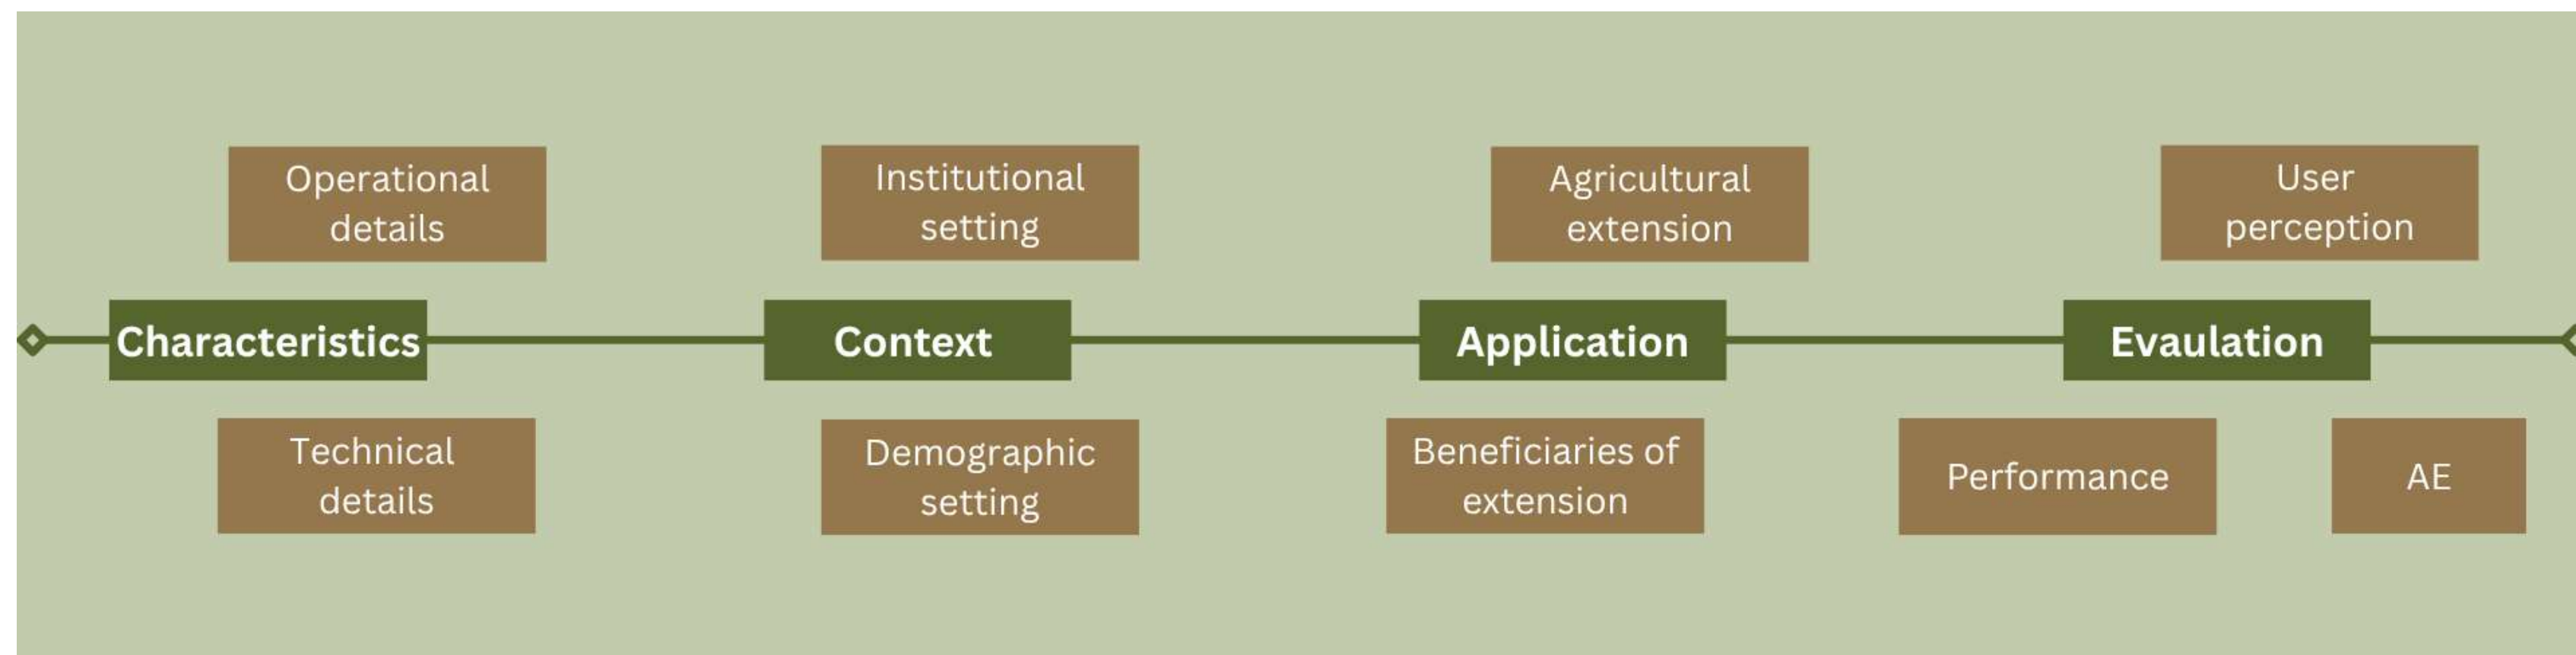 Operational
details
Institutional
setting
Agricultural
extension
User
perception
Characteristics
Context
Application
Evaulation
Technical
details
Demographic
setting
Beneficiaries of
extension
Performance
AE